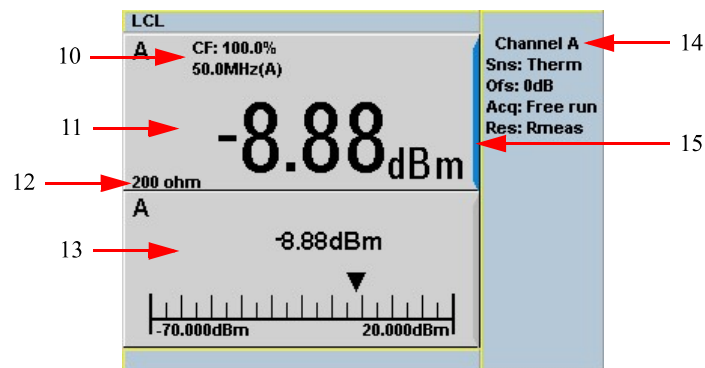 LCL
10
A
CF: 100.0%
50.0MHz(A)
11
-8.88dBm
12
200 ohm
13
A
-8.88dBm
-70.000dBm 20.000dBm
Channel A
14
Sns: Therm
Ofs: 0dB
Acq: Free run
Res: Rmeas
15